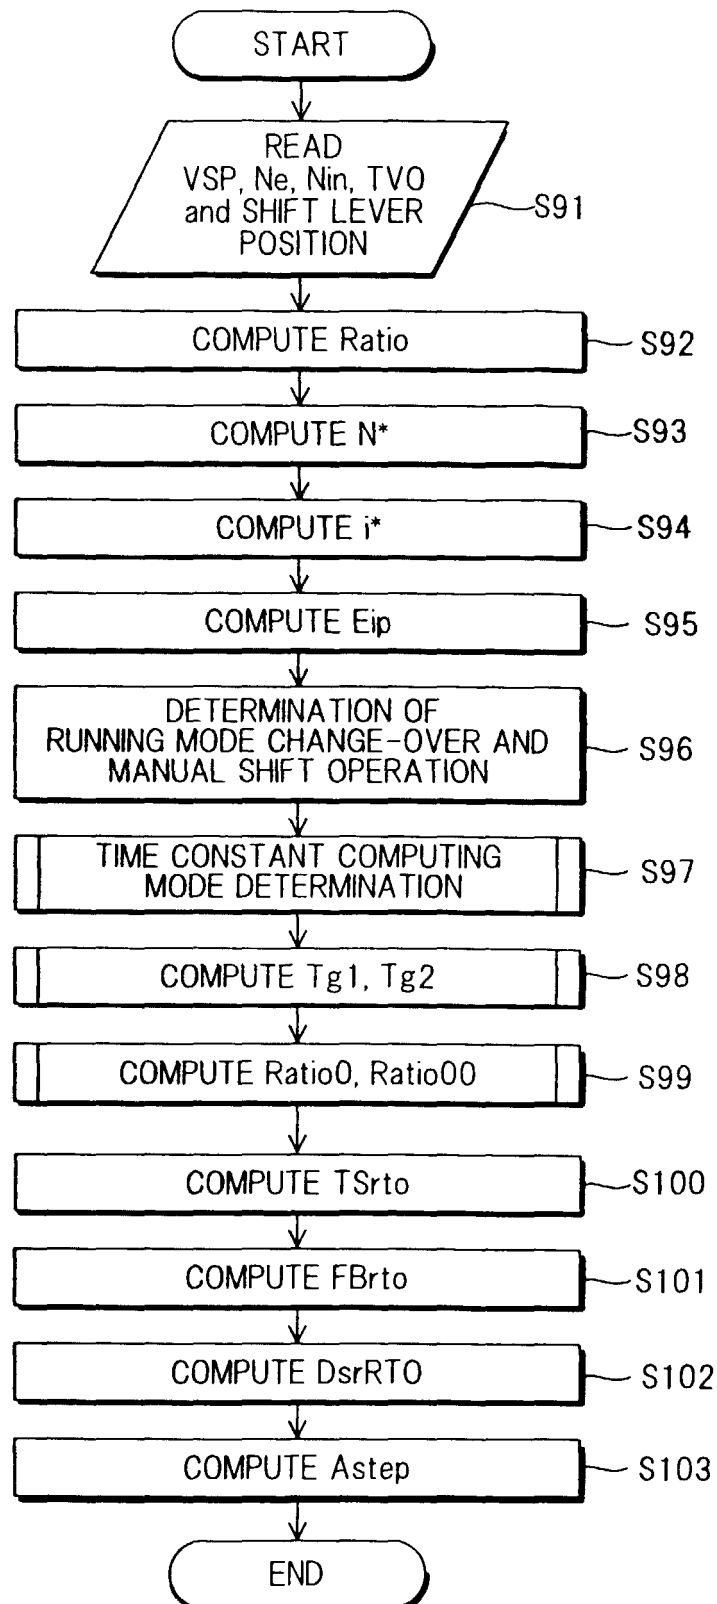 START
READ
VSP, Ne, Nin, TVO
and SHIFT LEVER
POSITION
S91
COMPUTE Ratio
S92
COMPUTE N*
S93
COMPUTE i*
S94
COMPUTE Eip
S95
DETERMINATION OF
RUNNING MODE CHANGE-OVER AND
MANUAL SHIFT OPERATION
S96
TIME CONSTANT COMPUTING
MODE DETERMINATION
S97
COMPUTE Tg1, Tg2
S98
COMPUTE Ratio0, Ratio00
S99
COMPUTE TSrto
S100
COMPUTE FBrto
S101
COMPUTE DsrRTO
S102
COMPUTE Astep
S103
END